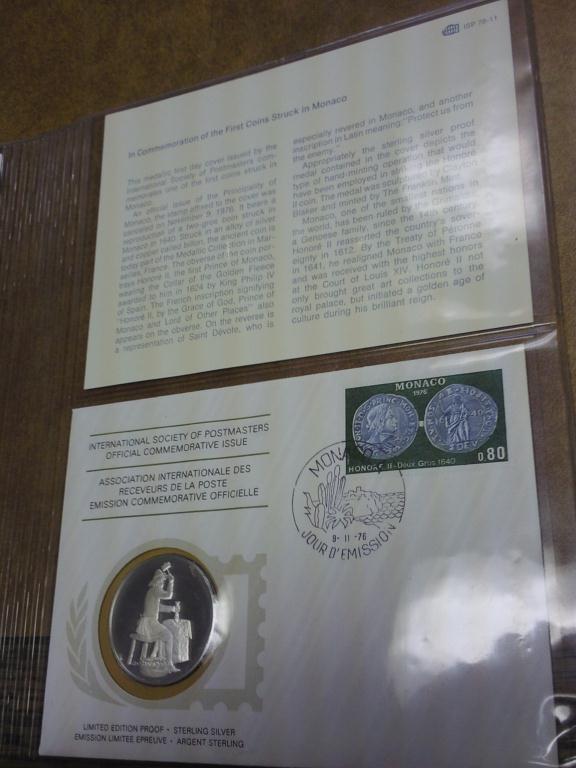 ISP 76-11
In Commemoration of the First Coins Struck in Monaco
This medallic first day cover issued by the
International Society of Postmasters com-
memorates one of the first coins struck in
Monaco.
An official issue of the Principality of
Monaco, the stamp affixed to the cover was
canceled on November 9, 1976. It bears a
reproduction of a two-gros coin struck in
Monaco in 1640. Struck in an alloy of silver
and copper called billon, the ancient coin is
today part of the Medallic Collection in Mar-
seilles, France. The obverse of the coin por-
trays Honoré II, the first Prince of Monaco,
wearing the Collar of the Golden Fleece
awarded to him in 1624 by King Philip IV
of Spain. The French inscription signifying
"Honoré II, by the Grace of God, Prince of
Monaco and Lord of Other Places" also
appears on the obverse. On the reverse is
a representation of Saint Dévote, who is
especially revered in Monaco, and another
inscription in Latin meaning: "Protect us from
the enemy."
Appropriately the sterling silver proof
medal contained in the cover depicts the
type of hand-minting operation that would
have been employed in striking the Honoré
II coin. The medal was sculptured by Clayton
Blaker and minted by The Franklin Mint.
Monaco, one of the smallest nations in
the world, has been ruled by the Grimaldis,
a Genoese family, since the 14th century.
Honoré II reasserted the country's sover-
eignty in 1612. By the Treaty of Péronne
in 1641, he realigned Monaco with France
and was received with the highest honors
at the Court of Louis XIV. Honoré II not
only brought great art collections to the
royal palace, but initiated a golden age of
culture during his brilliant reign.
INTERNATIONAL SOCIETY OF POSTMASTERS
OFFICIAL COMMEMORATIVE ISSUE
ASSOCIATION INTERNATIONALE DES
RECEVEURS DE LA POSTE
EMISSION COMMEMORATIVE OFFICIELLE
MONACO
1976
16 40
HONORÉ II-Deux Gros 1640
0,80
MONACO
9-II-76
JOUR D'EMISSION
LIMITED EDITION PROOF • STERLING SILVER
EMISSION LIMITEE EPREUVE • ARGENT STERLING